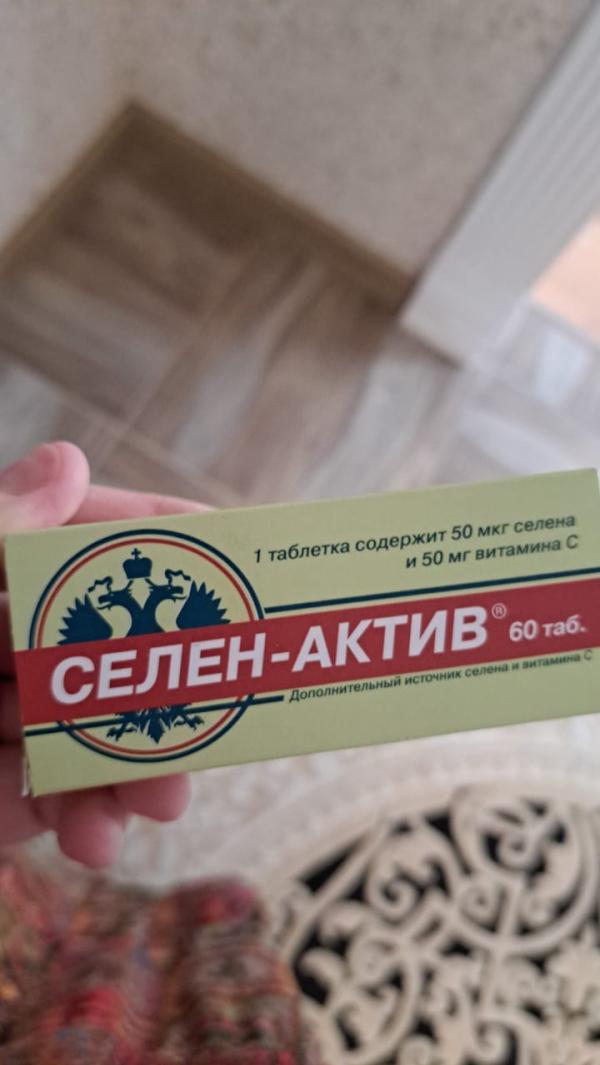 1 таблетка содержит 50 мкг селена
и 50 мг витамина С
СЕЛЕН-АКТИВ® 60 таб.
Дополнительный источник селена и витамина С